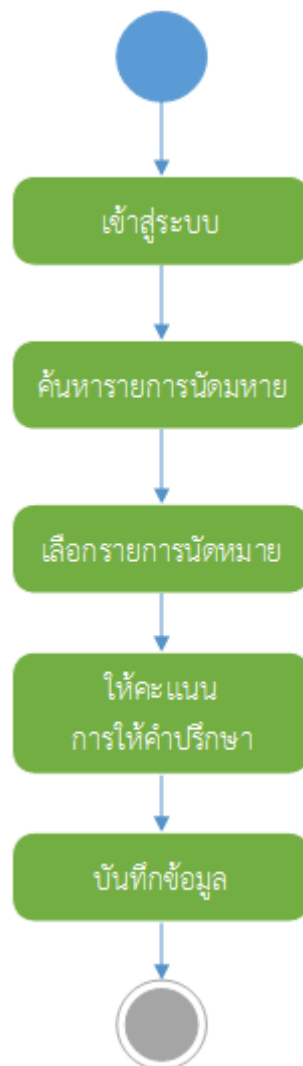 เข้าสู่ระบบ
ค้นหารายการนัดมหาย
เลือกรายการนัดหมาย
ให้คะแนน
การให้คำปรึกษา
บันทึกข้อมูล